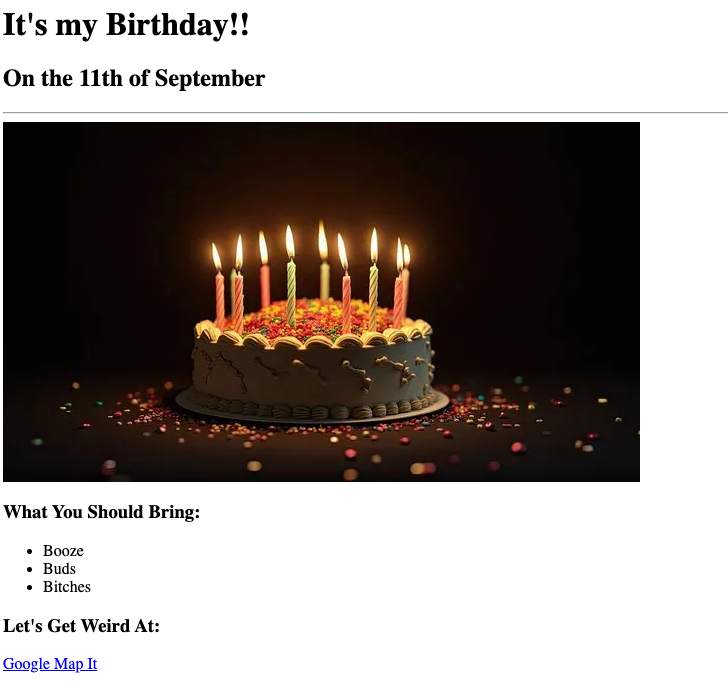 It's my Birthday!!
On the 11th of September
What You Should Bring:
Booze
Buds
Bitches
Let's Get Weird At:
Google Map It